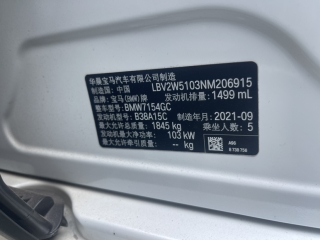 华晨宝马汽车有限公司制造
制造国:中国 LBV2W5103NM206915
品牌:宝马(BMW)牌 发动机排量:1499 mL
整车型号:BMW7154GC
发动机型号:B38A15C 制造年月:2021-09
最大允许总质量:1845 kg 乘坐人数:5
发动机最大净功率:103 kW
最大允许牵引质量:-- kg